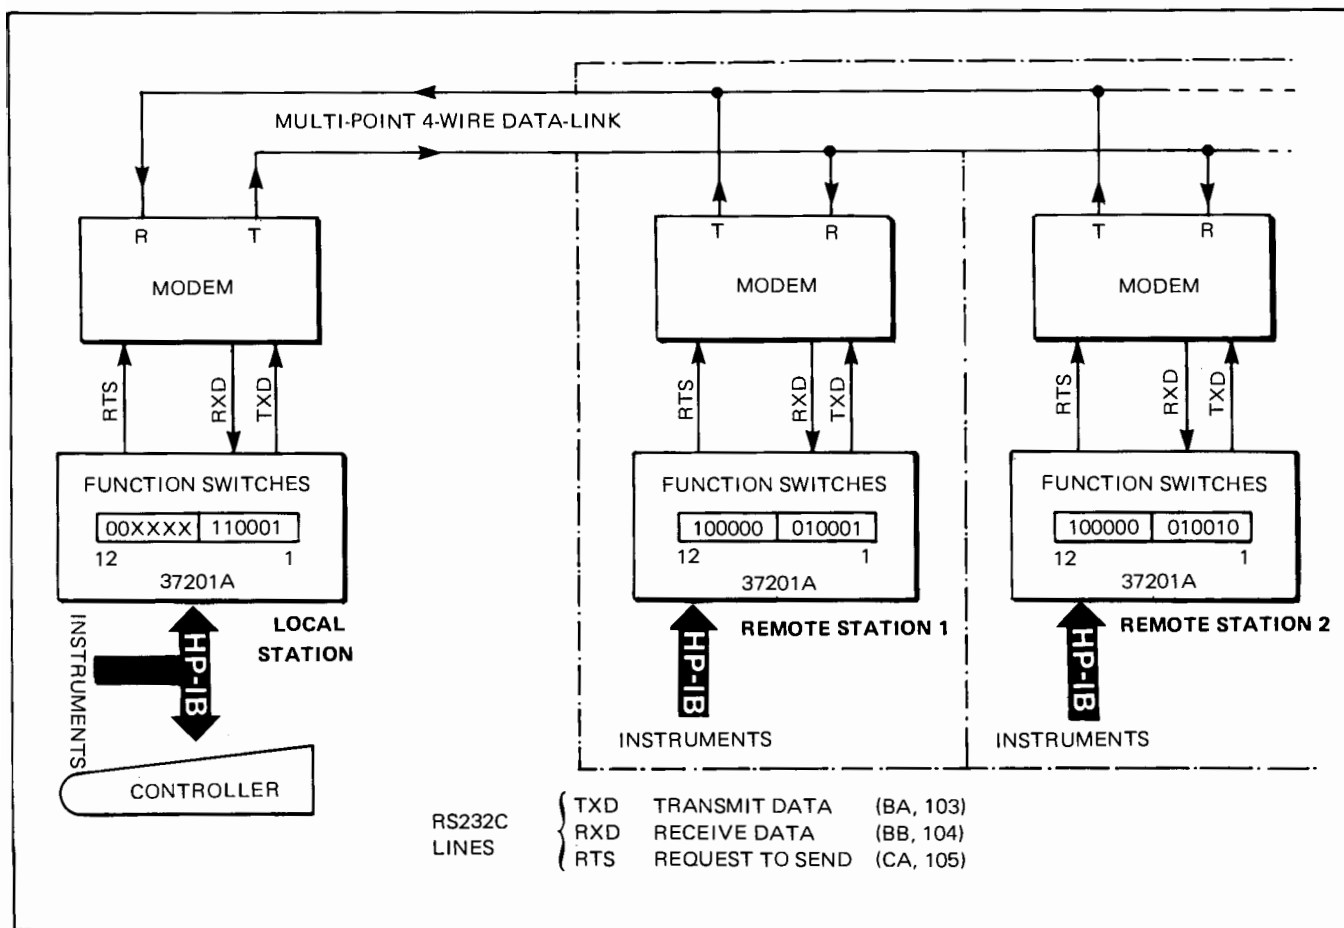 MULTI-POINT 4-WIRE DATA-LINK
R T
MODEM
RTS
RXD
TXD
FUNCTION SWITCHES
00XXXX 110001
12 1
37201A
LOCAL
STATION
INSTRUMENTS
HP-IB
CONTROLLER
T R
MODEM
RTS
RXD
TXD
FUNCTION SWITCHES
100000 010001
12 1
37201A
REMOTE STATION 1
HP-IB
INSTRUMENTS
T R
MODEM
RTS
RXD
TXD
FUNCTION SWITCHES
100000 010010
12 1
37201A
REMOTE STATION 2
HP-IB
INSTRUMENTS
RS232C
LINES
TXD TRANSMIT DATA (BA, 103)
RXD RECEIVE DATA (BB, 104)
RTS REQUEST TO SEND (CA, 105)